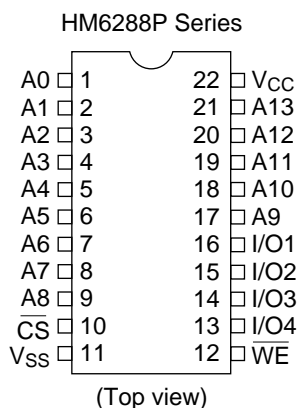 HM6288P Series
A0 1 22 VCC
A1 2 21 A13
A2 3 20 A12
A3 4 19 A11
A4 5 18 A10
A5 6 17 A9
A6 7 16 I/O1
A7 8 15 I/O2
A8 9 14 I/O3
C̅S̅ 10 13 I/O4
VSS 11 12 W̅E̅
(Top view)